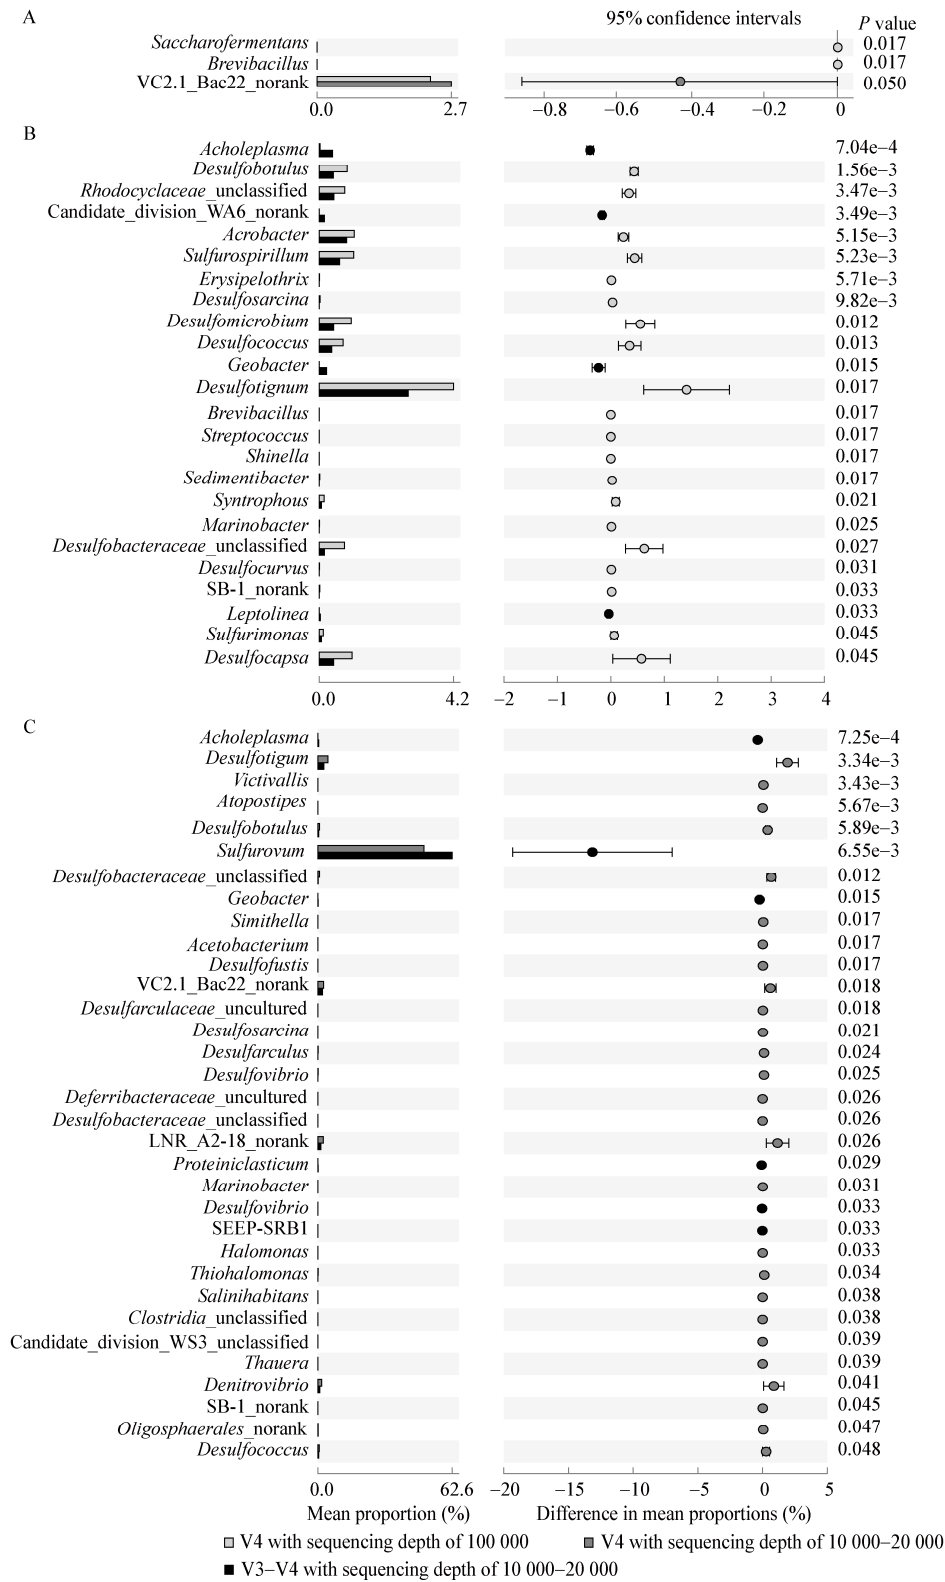 A
95% confidence intervals
P value
Saccharofermentans 0.017
Brevibacillus 0.017
VC2.1_Bac22_norank 0.050
0.0 2.7 −0.8 −0.6 −0.4 −0.2 0
B
Acholeplasma 7.04e−4
Desulfobotulus 1.56e−3
Rhodocyclaceae_unclassified 3.47e−3
Candidate_division_WA6_norank 3.49e−3
Acrobacter 5.15e−3
Sulfurospirillum 5.23e−3
Erysipelothrix 5.71e−3
Desulfosarcina 9.82e−3
Desulfomicrobium 0.012
Desulfococcus 0.013
Geobacter 0.015
Desulfotignum 0.017
Brevibacillus 0.017
Streptococcus 0.017
Shinella 0.017
Sedimentibacter 0.017
Syntrophous 0.021
Marinobacter 0.025
Desulfobacteraceae_unclassified 0.027
Desulfocurvus 0.031
SB-1_norank 0.033
Leptolinea 0.033
Sulfurimonas 0.045
Desulfocapsa 0.045
0.0 4.2 −2 −1 0 1 2 3 4
C
Acholeplasma 7.25e−4
Desulfotigum 3.34e−3
Victivallis 3.43e−3
Atopostipes 5.67e−3
Desulfobotulus 5.89e−3
Sulfurovum 6.55e−3
Desulfobacteraceae_unclassified 0.012
Geobacter 0.015
Simithella 0.017
Acetobacterium 0.017
Desulfofustis 0.017
VC2.1_Bac22_norank 0.018
Desulfarculaceae_uncultured 0.018
Desulfosarcina 0.021
Desulfarculus 0.024
Desulfovibrio 0.025
Deferribacteraceae_uncultured 0.026
Desulfobacteraceae_unclassified 0.026
LNR_A2-18_norank 0.026
Proteiniclasticum 0.029
Marinobacter 0.031
Desulfovibrio 0.033
SEEP-SRB1 0.033
Halomonas 0.033
Thiohalomonas 0.034
Salinihabitans 0.038
Clostridia_unclassified 0.038
Candidate_division_WS3_unclassified 0.039
Thauera 0.039
Denitrovibrio 0.041
SB-1_norank 0.045
Oligosphaerales_norank 0.047
Desulfococcus 0.048
0.0 62.6 −20 −15 −10 −5 0 5
Mean proportion (%) Difference in mean proportions (%)
V4 with sequencing depth of 100 000 V4 with sequencing depth of 10 000−20 000
V3−V4 with sequencing depth of 10 000−20 000